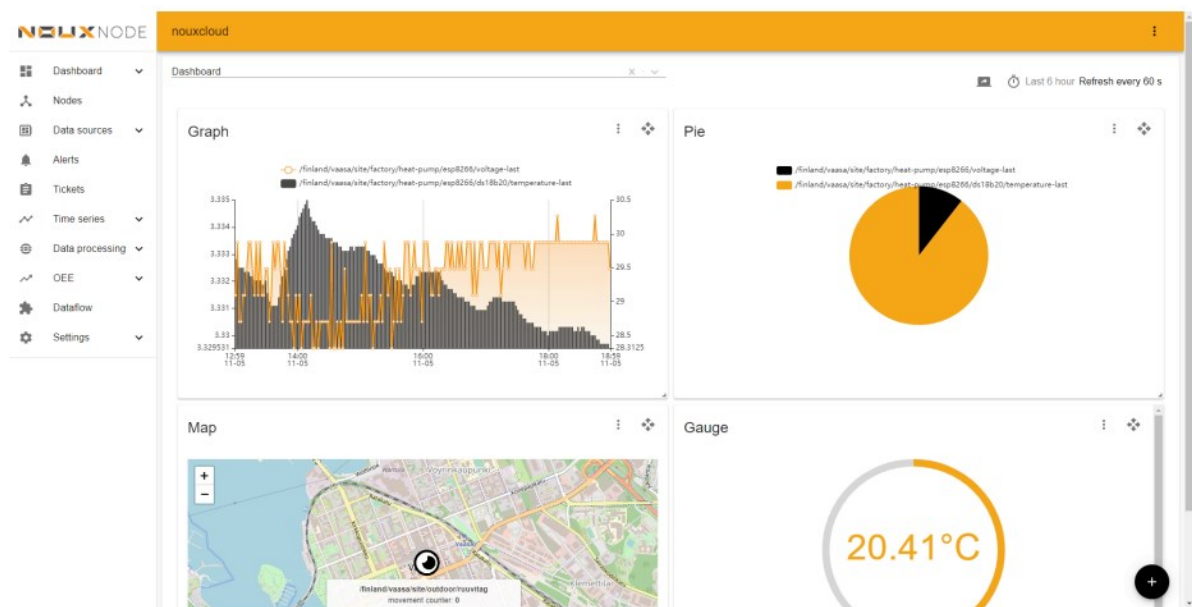 NOUXNODE
nouxcloud
Dashboard
Nodes
Data sources
Alerts
Tickets
Time series
Data processing
OEE
Dataflow
Settings
Dashboard
Last 6 hour Refresh every 60 s
Graph
/finland/vaasa/site/factory/heat-pump/esp8266/voltage-last
/finland/vaasa/site/factory/heat-pump/esp8266/ds18b20/temperature-last
3.335
3.334
3.333
3.332
3.331
3.33
3.329531
30.5
30
29.5
29
28.5
28.3125
12:59 14:00 16:00 18:00 18:59
11-05 11-05 11-05 11-05 11-05
Pie
/finland/vaasa/site/factory/heat-pump/esp8266/voltage-last
/finland/vaasa/site/factory/heat-pump/esp8266/ds18b20/temperature-last
Map
+
−
Vöyrinkaupunki
Klemettilä
/finland/vaasa/site/outdoor/ruuvitag
movement counter: 0
Gauge
20.41°C
+